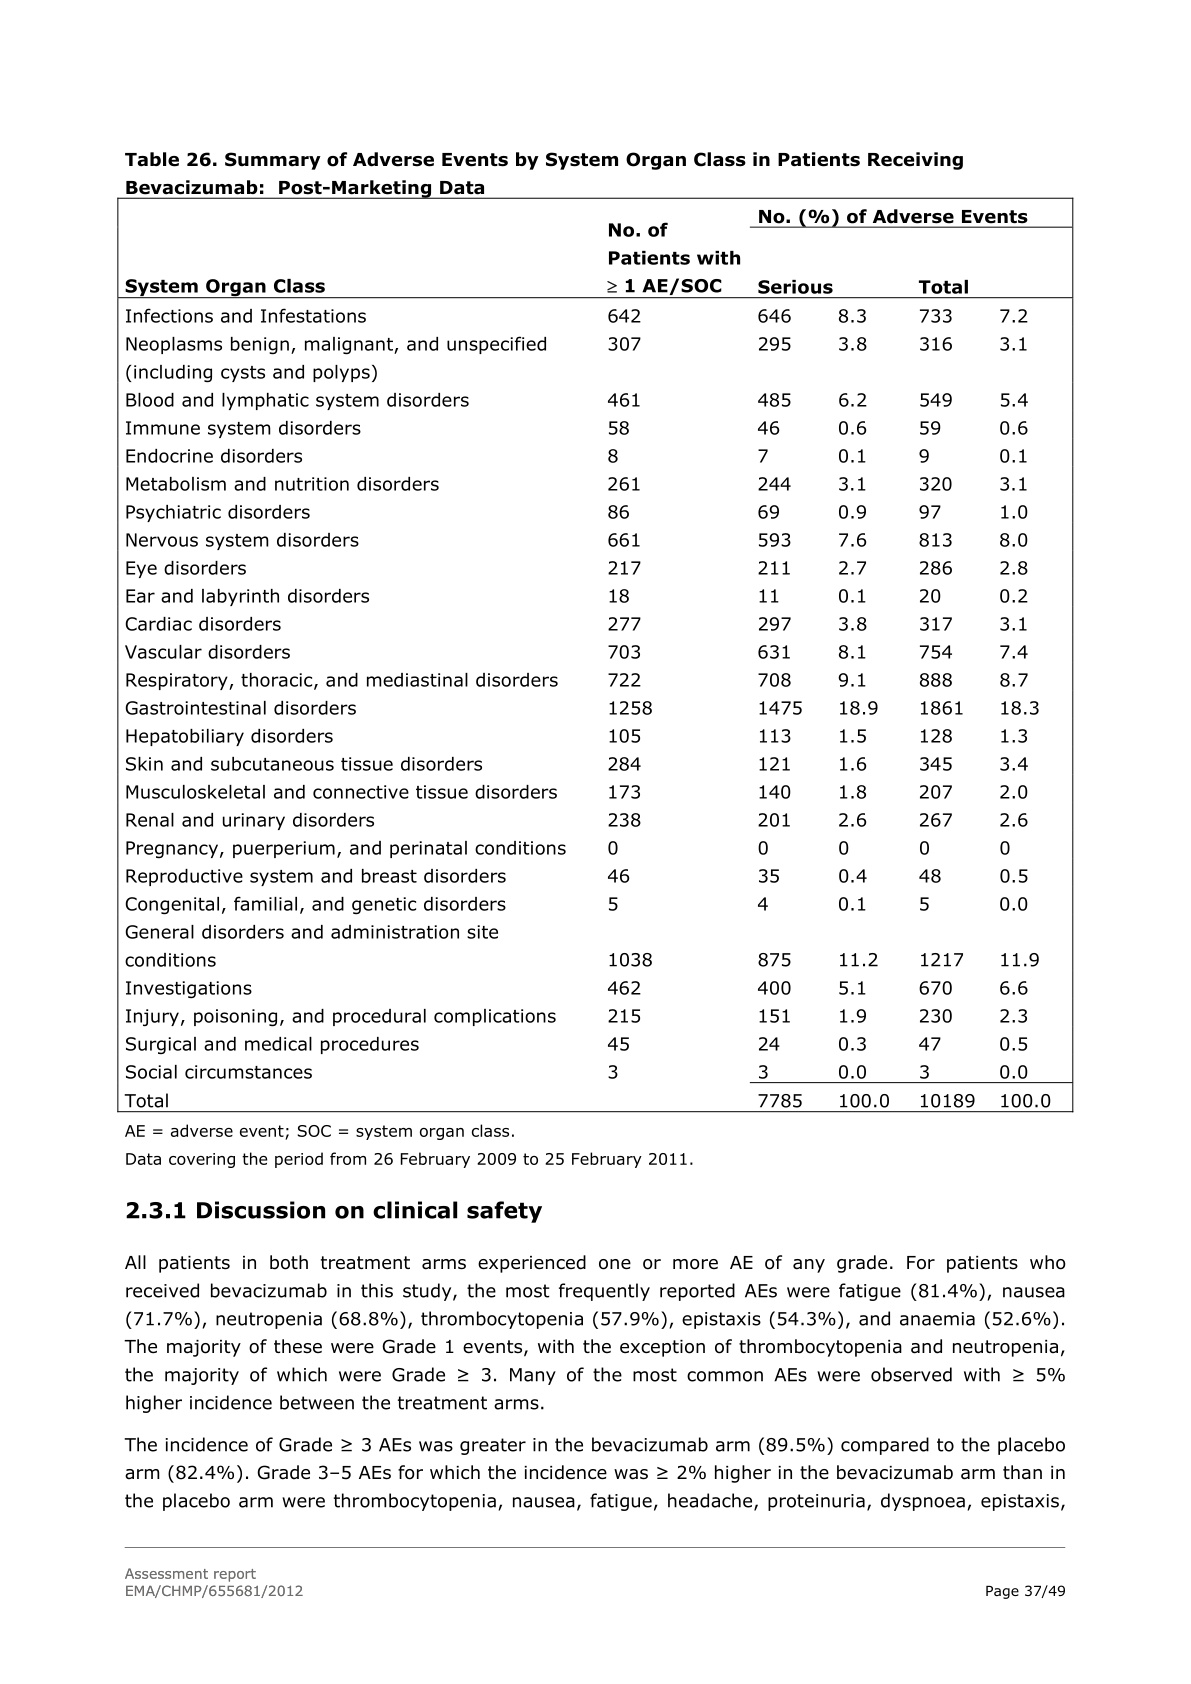 Table 26. Summary of Adverse Events by System Organ Class in Patients Receiving
Bevacizumab:  Post-Marketing Data
No. (%) of Adverse Events
No. of
Patients with
System Organ Class ≥ 1 AE/SOC Serious Total
Infections and Infestations 642 646 8.3 733 7.2
Neoplasms benign, malignant, and unspecified 307 295 3.8 316 3.1
(including cysts and polyps)
Blood and lymphatic system disorders 461 485 6.2 549 5.4
Immune system disorders 58 46 0.6 59 0.6
Endocrine disorders 8 7 0.1 9 0.1
Metabolism and nutrition disorders 261 244 3.1 320 3.1
Psychiatric disorders 86 69 0.9 97 1.0
Nervous system disorders 661 593 7.6 813 8.0
Eye disorders 217 211 2.7 286 2.8
Ear and labyrinth disorders 18 11 0.1 20 0.2
Cardiac disorders 277 297 3.8 317 3.1
Vascular disorders 703 631 8.1 754 7.4
Respiratory, thoracic, and mediastinal disorders 722 708 9.1 888 8.7
Gastrointestinal disorders 1258 1475 18.9 1861 18.3
Hepatobiliary disorders 105 113 1.5 128 1.3
Skin and subcutaneous tissue disorders 284 121 1.6 345 3.4
Musculoskeletal and connective tissue disorders 173 140 1.8 207 2.0
Renal and urinary disorders 238 201 2.6 267 2.6
Pregnancy, puerperium, and perinatal conditions 0 0 0 0 0
Reproductive system and breast disorders 46 35 0.4 48 0.5
Congenital, familial, and genetic disorders 5 4 0.1 5 0.0
General disorders and administration site
conditions 1038 875 11.2 1217 11.9
Investigations 462 400 5.1 670 6.6
Injury, poisoning, and procedural complications 215 151 1.9 230 2.3
Surgical and medical procedures 45 24 0.3 47 0.5
Social circumstances 3 3 0.0 3 0.0
Total 7785 100.0 10189 100.0
AE = adverse event; SOC = system organ class.
Data covering the period from 26 February 2009 to 25 February 2011.
2.3.1 Discussion on clinical safety
All patients in both treatment arms experienced one or more AE of any grade. For patients who
received bevacizumab in this study, the most frequently reported AEs were fatigue (81.4%), nausea
(71.7%), neutropenia (68.8%), thrombocytopenia (57.9%), epistaxis (54.3%), and anaemia (52.6%).
The majority of these were Grade 1 events, with the exception of thrombocytopenia and neutropenia,
the majority of which were Grade ≥ 3. Many of the most common AEs were observed with ≥ 5%
higher incidence between the treatment arms.
The incidence of Grade ≥ 3 AEs was greater in the bevacizumab arm (89.5%) compared to the placebo
arm (82.4%). Grade 3–5 AEs for which the incidence was ≥ 2% higher in the bevacizumab arm than in
the placebo arm were thrombocytopenia, nausea, fatigue, headache, proteinuria, dyspnoea, epistaxis,
Assessment report
EMA/CHMP/655681/2012 Page 37/49